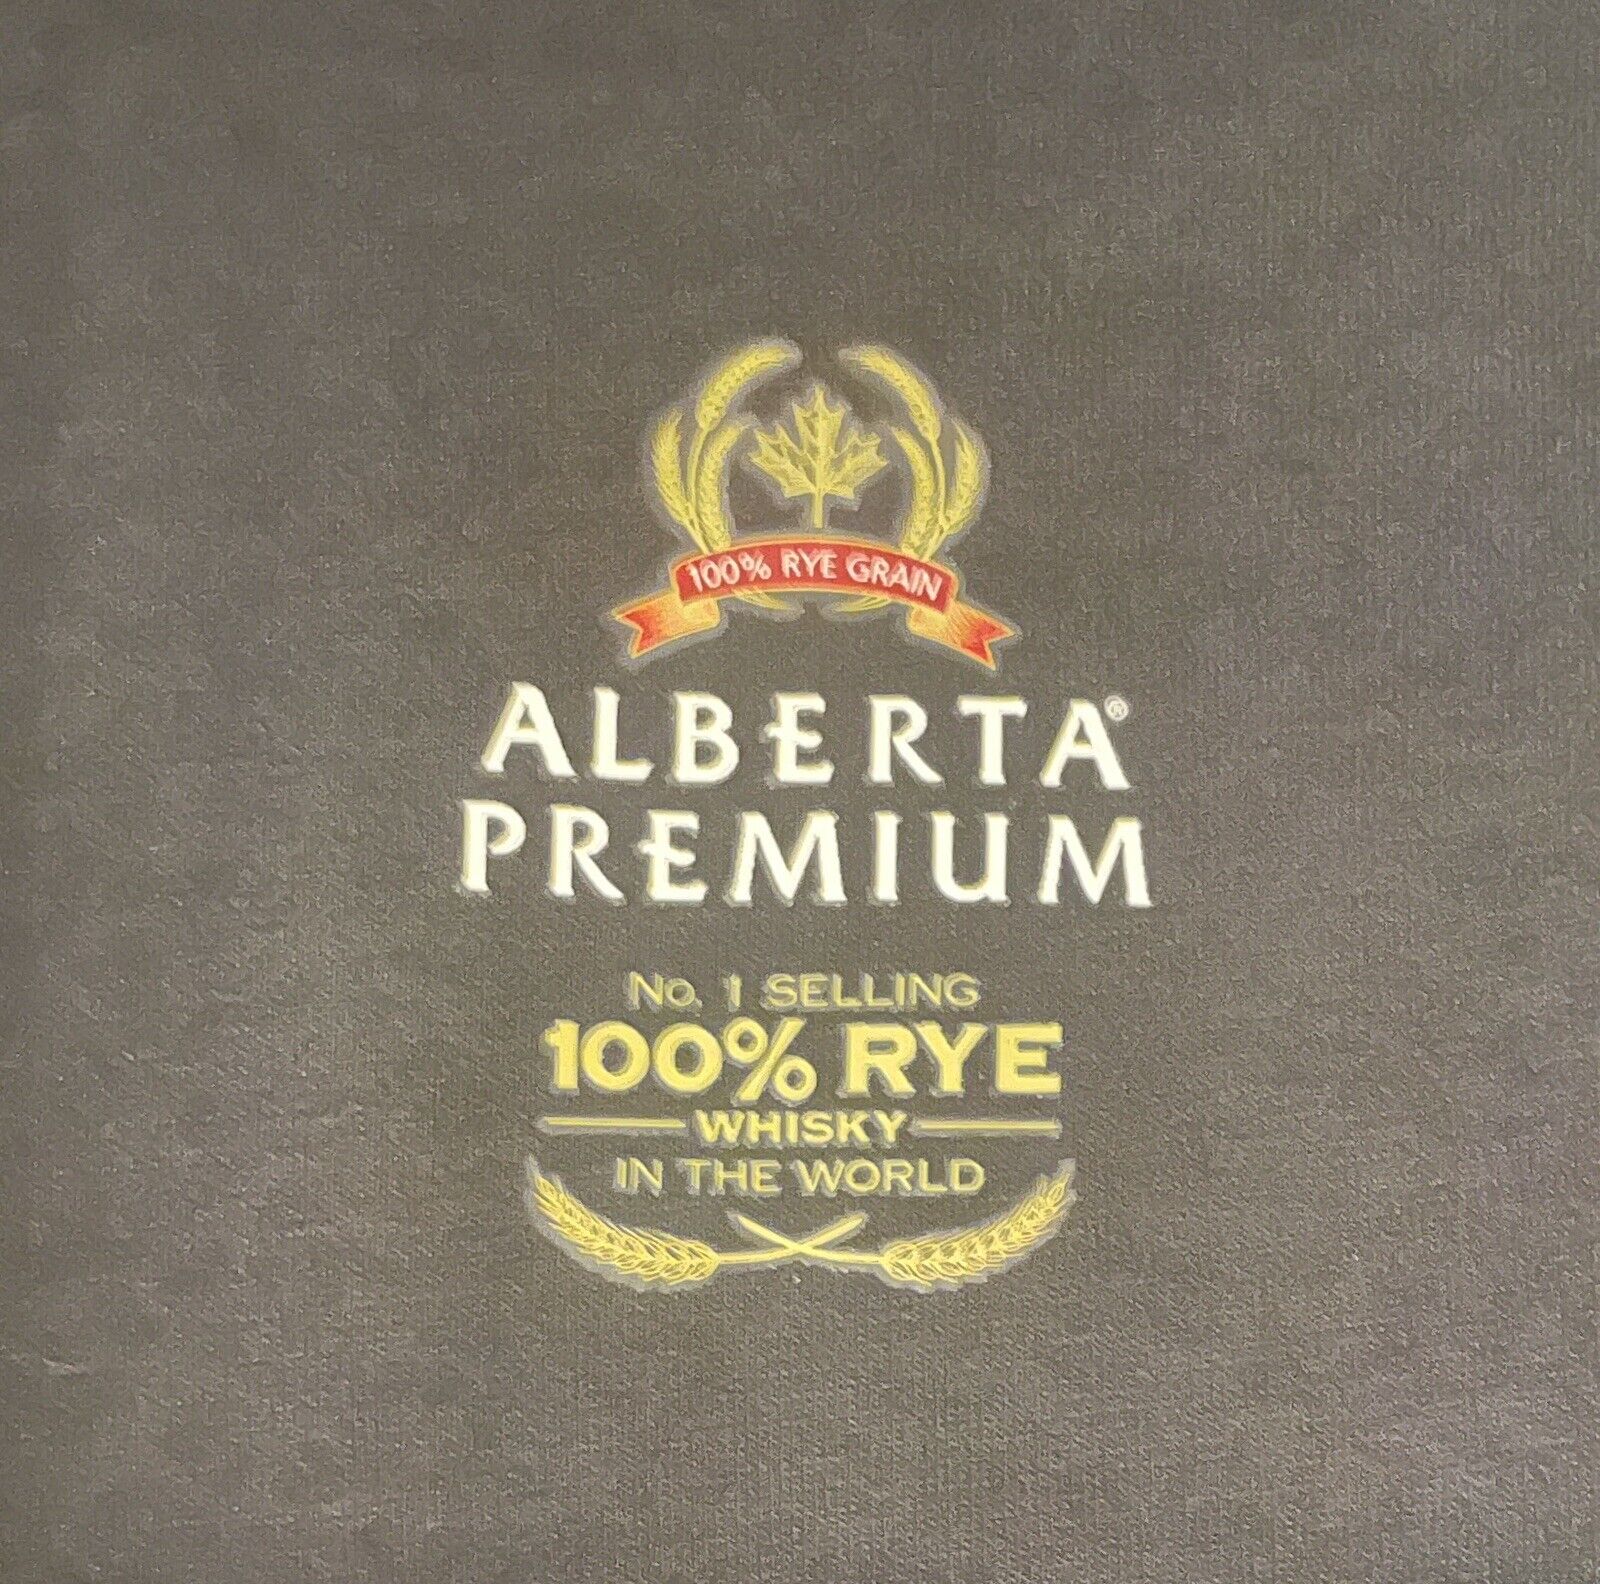 100% RYE GRAIN
ALBERTA®
PREMIUM
No. 1 SELLING
100% RYE
WHISKY
IN THE WORLD